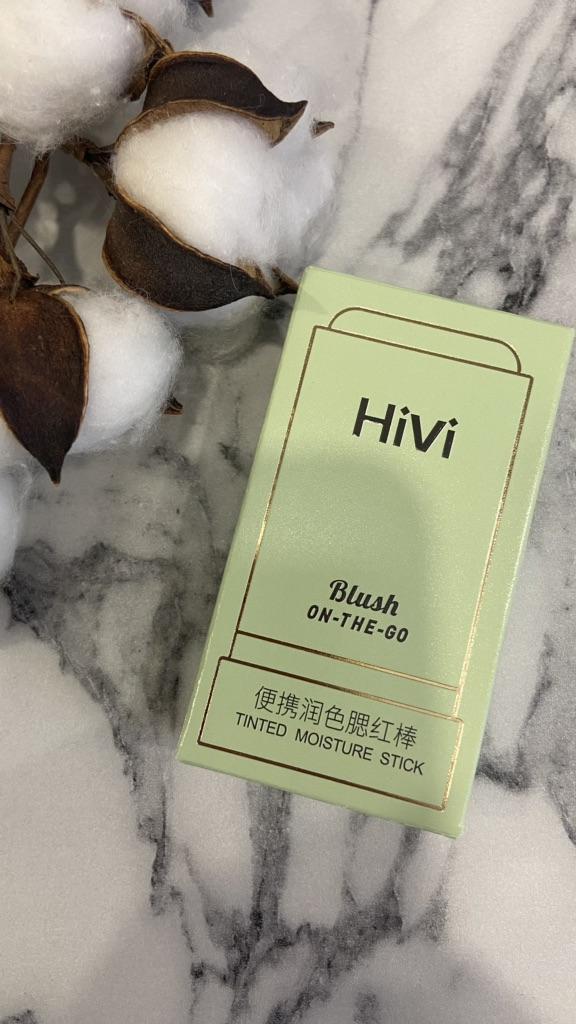 HiVi
Blush
ON-THE-GO
便携润色腮红棒
TINTED MOISTURE STICK